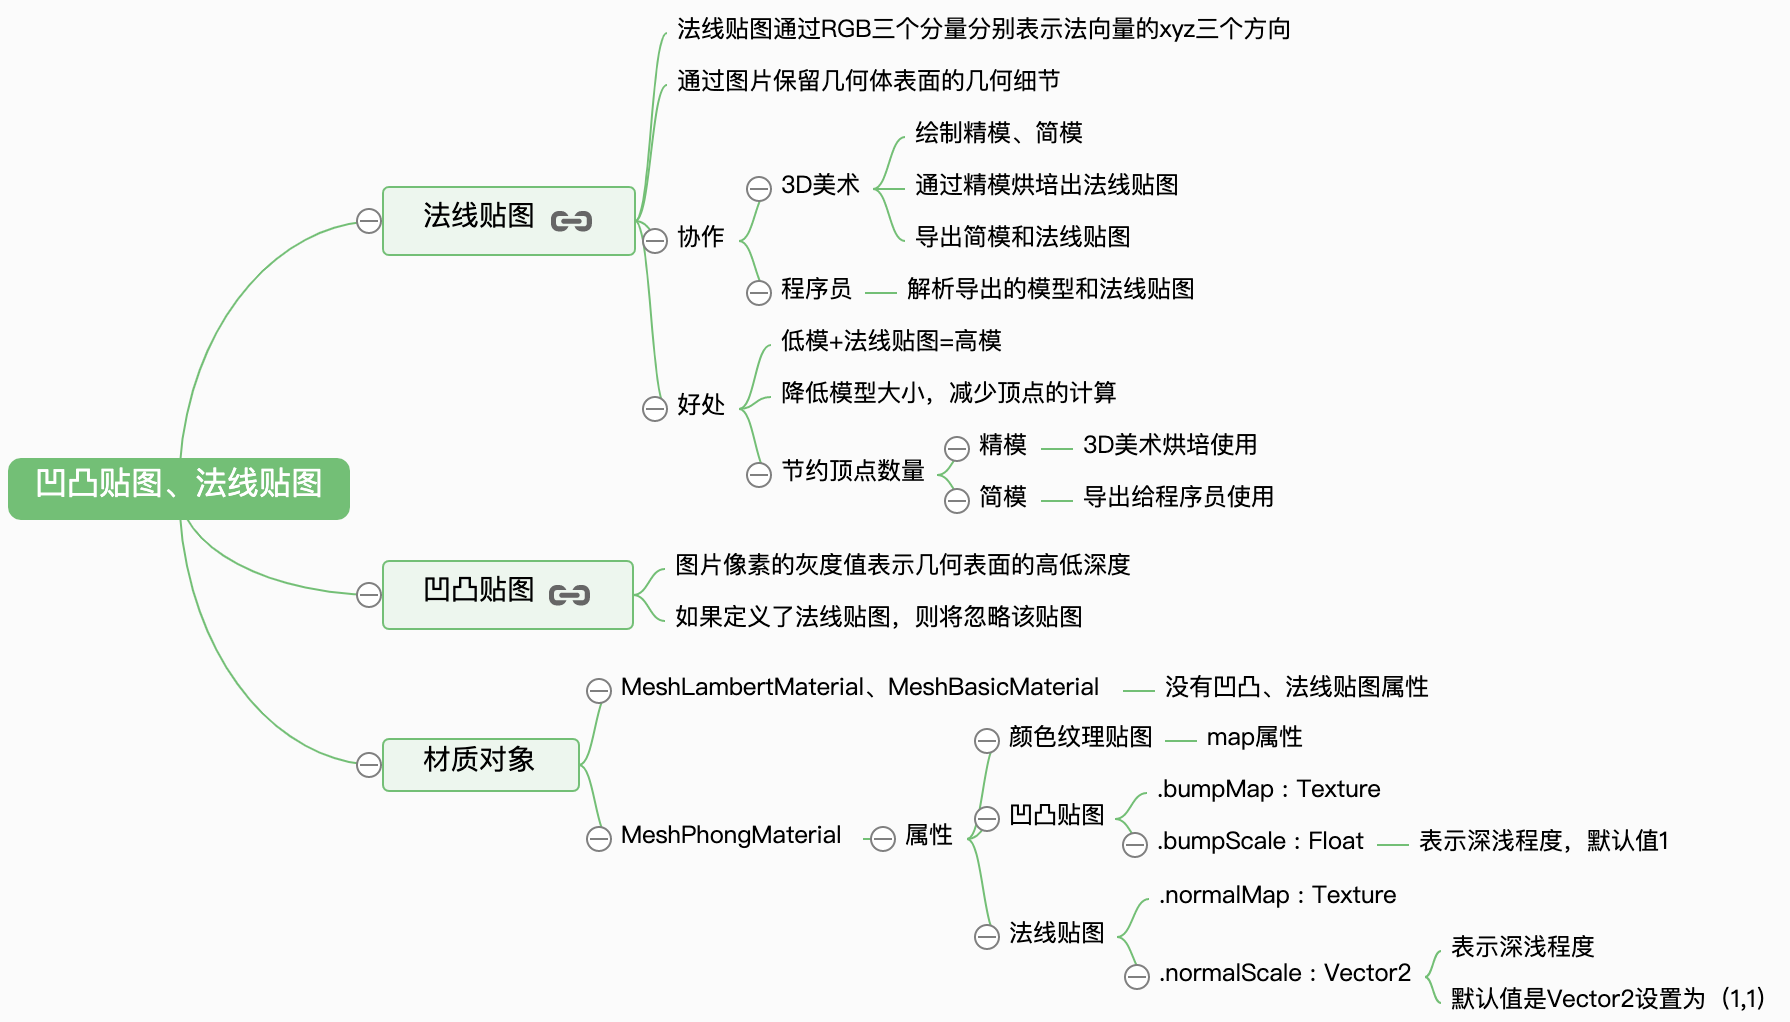 凹凸贴图、法线贴图
法线贴图
法线贴图通过RGB三个分量分别表示法向量的xyz三个方向
通过图片保留几何体表面的几何细节
协作
3D美术
绘制精模、简模
通过精模烘培出法线贴图
导出简模和法线贴图
程序员
解析导出的模型和法线贴图
好处
低模+法线贴图=高模
降低模型大小，减少顶点的计算
节约顶点数量
精模
3D美术烘培使用
简模
导出给程序员使用
凹凸贴图
图片像素的灰度值表示几何表面的高低深度
如果定义了法线贴图，则将忽略该贴图
材质对象
MeshLambertMaterial、MeshBasicMaterial
没有凹凸、法线贴图属性
MeshPhongMaterial
属性
颜色纹理贴图
map属性
凹凸贴图
.bumpMap : Texture
.bumpScale : Float
表示深浅程度，默认值1
法线贴图
.normalMap : Texture
.normalScale : Vector2
表示深浅程度
默认值是Vector2设置为（1,1）